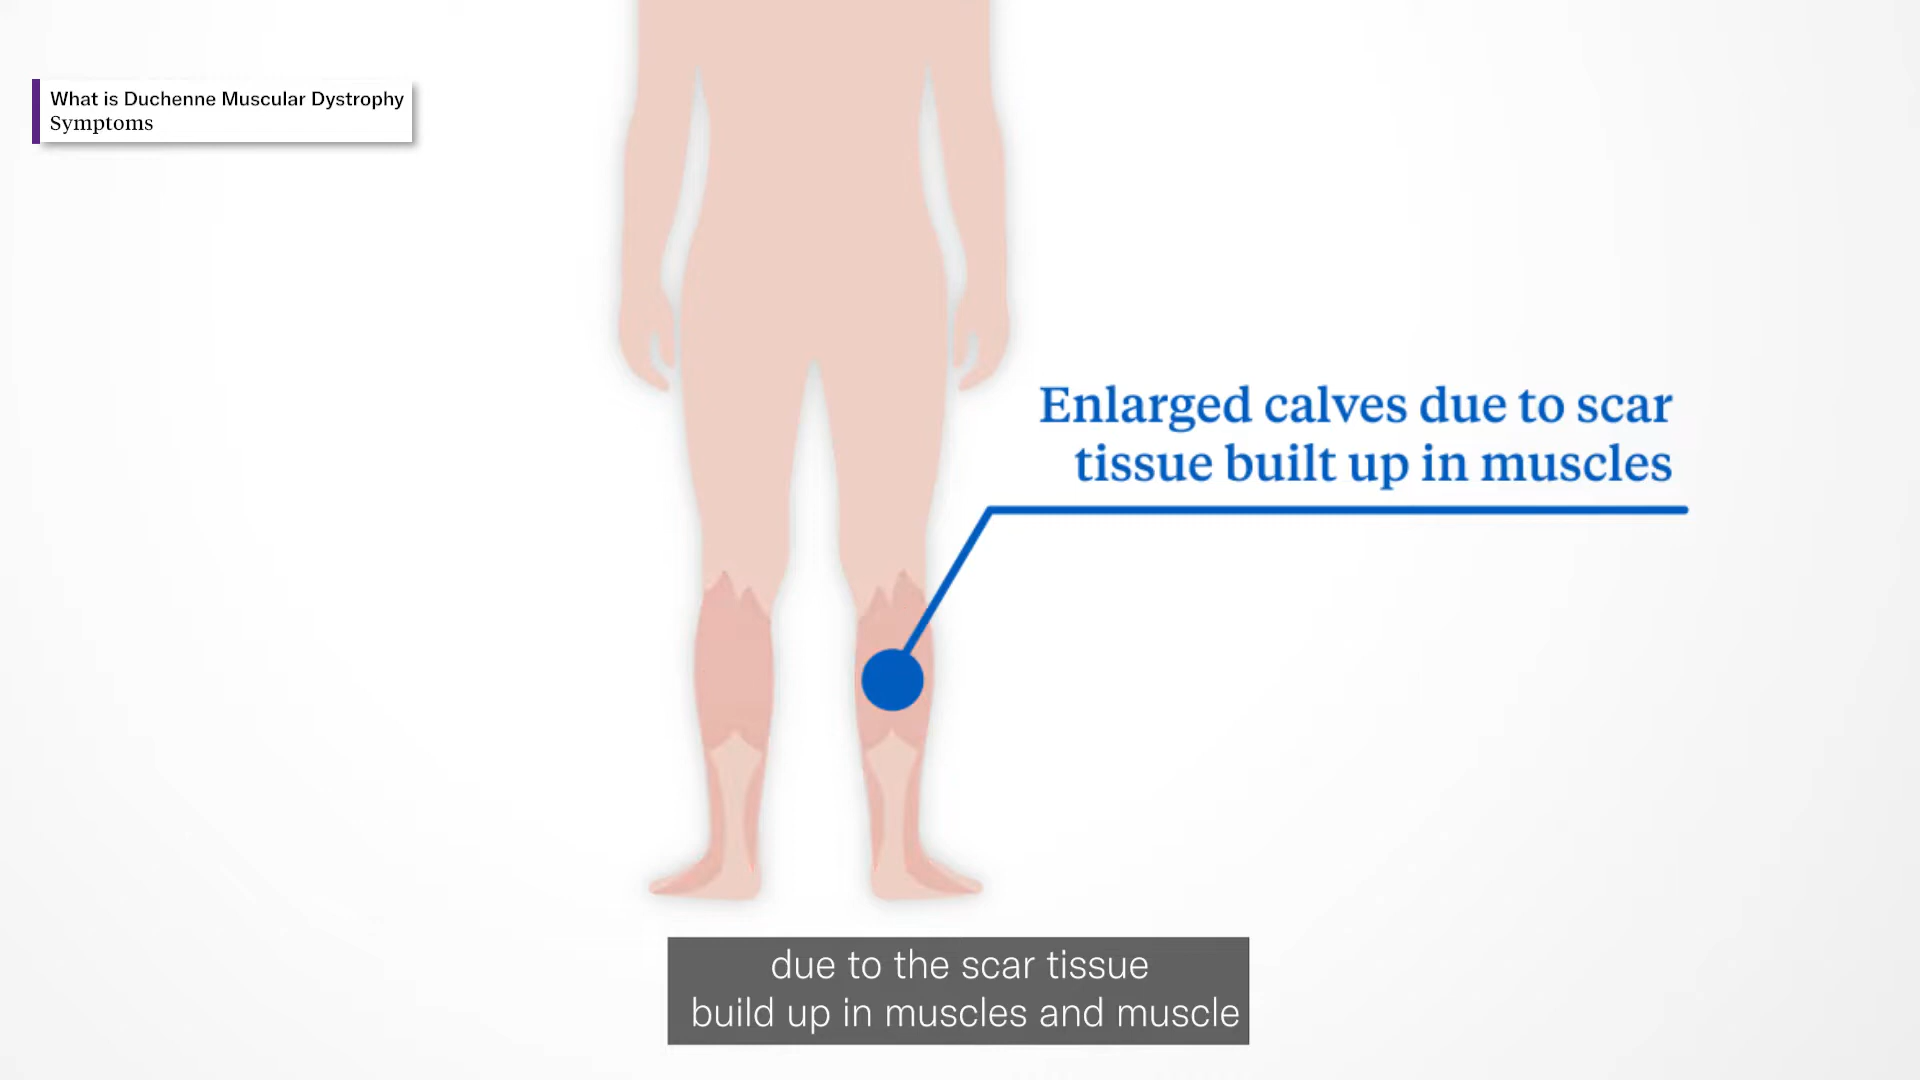 What is Duchenne Muscular Dystrophy
Symptoms
Enlarged calves due to scar
tissue built up in muscles
due to the scar tissue
build up in muscles and muscle